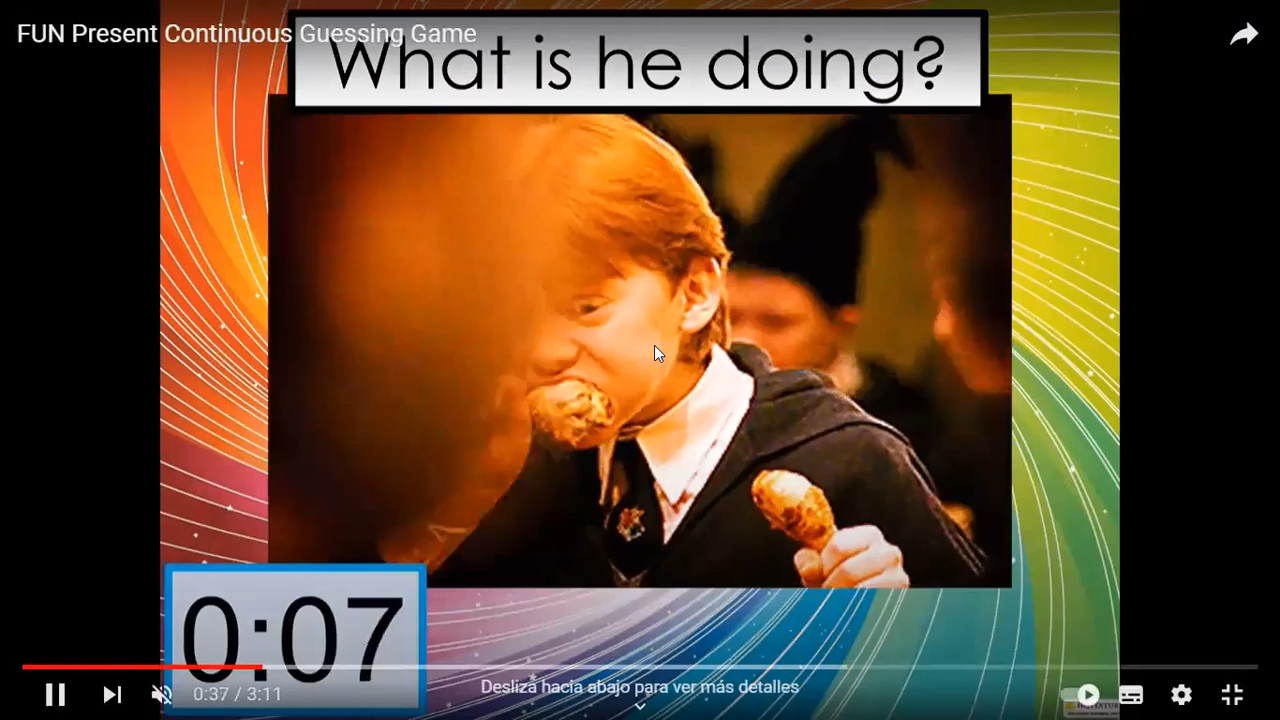 FUN Present Continuous Guessing Game
What is he doing?
0:07
0:37 / 3:11
Desliza hacia abajo para ver más detalles